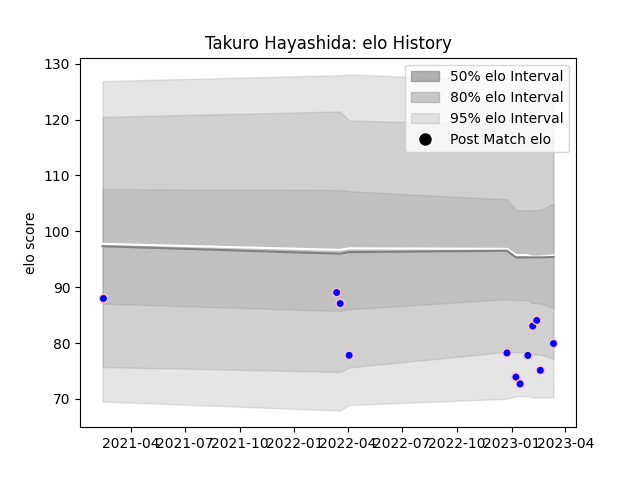 Takuro Hayashida: elo History
130
120
110
100
90
80
70
elo score
50% elo Interval
80% elo Interval
95% elo Interval
Post Match elo
2021-04 2021-07 2021-10 2022-01 2022-04 2022-07 2022-10 2023-01 2023-04